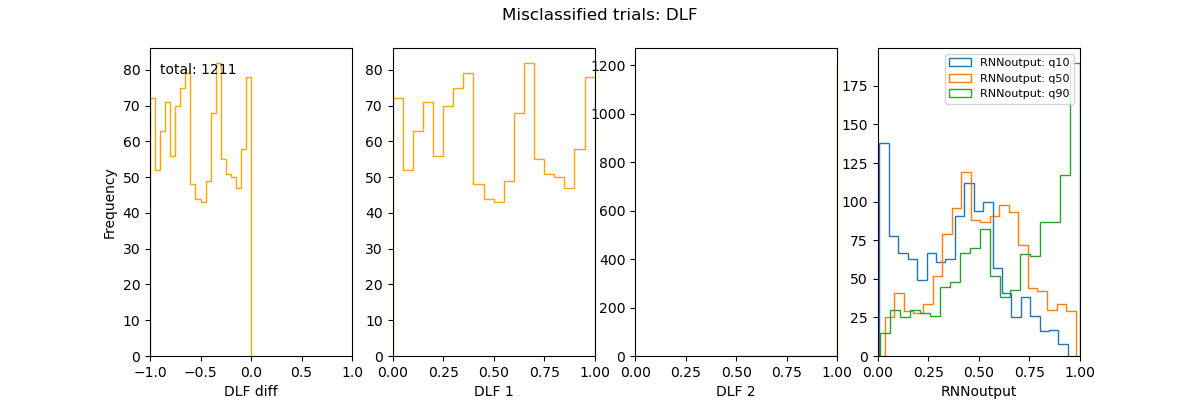 Misclassified trials: DLF
total: 1211
Frequency
80
70
60
50
40
30
20
10
0
−1.0 −0.5 0.0 0.5 1.0
DLF diff
80
70
60
50
40
30
20
10
0
0.00 0.25 0.50 0.75 1.00
DLF 1
1200
1000
800
600
400
200
0
0.00 0.25 0.50 0.75 1.00
DLF 2
RNNoutput: q10
RNNoutput: q50
RNNoutput: q90
175
150
125
100
75
50
25
0
0.00 0.25 0.50 0.75 1.00
RNNoutput